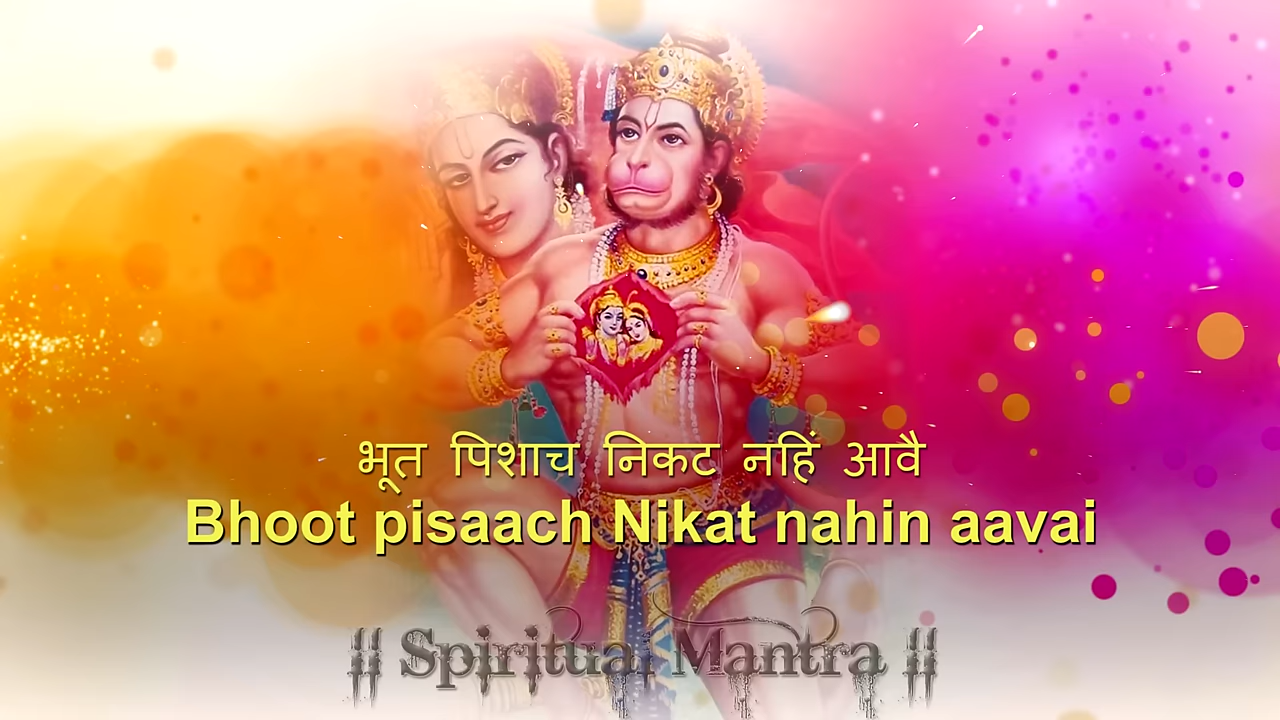 भूत पिशाच निकट नहिं आवै
Bhoot pisaach Nikat nahin aavai
|| Spiritual Mantra ||